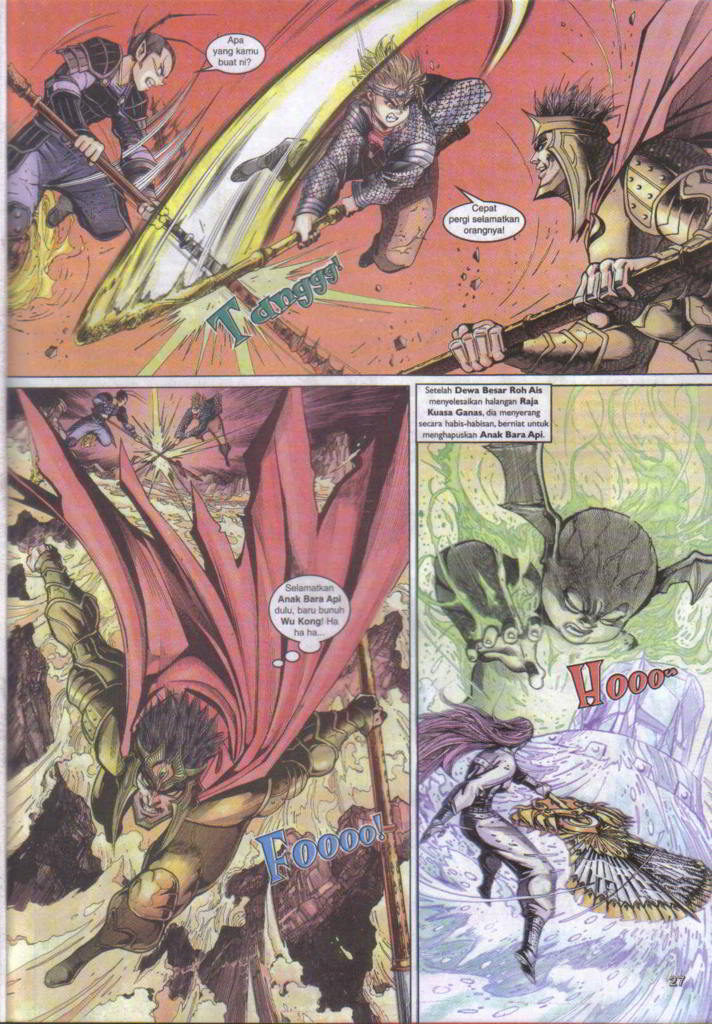 Apa
yang kamu
buat ni?
Cepat
pergi selamatkan
orangnya!
Tanggg!
Selamatkan
Anak Bara Api
dulu, baru bunuh
Wu Kong! Ha
ha ha...
Foooo!
Setelah Dewa Besar Roh Ais
menyelesaikan halangan Raja
Kuasa Ganas, dia menyerang
secara habis-habisan, berniat untuk
menghapuskan Anak Bara Api.
Hooo~
27